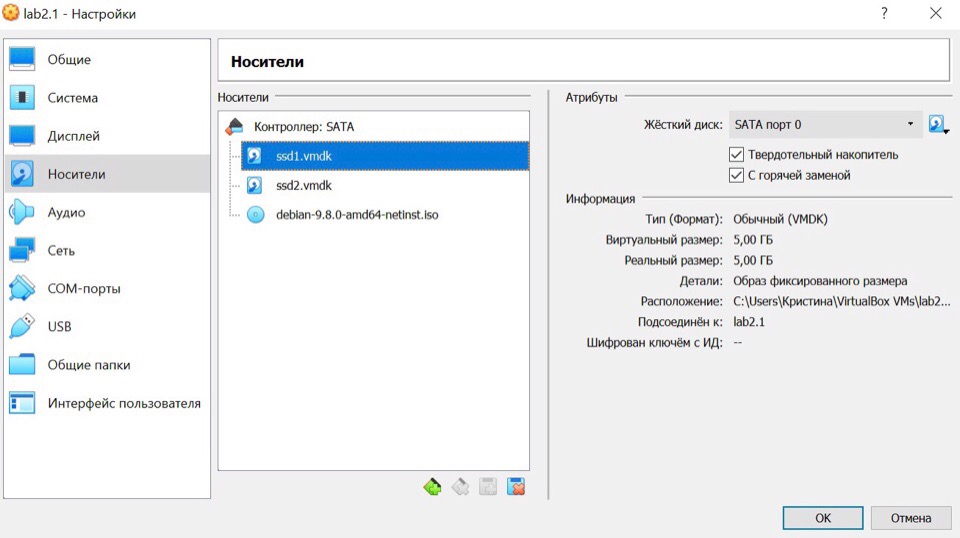 lab2.1 - Настройки
?
Общие
Система
Дисплей
Носители
Аудио
Сеть
COM-порты
USB
Общие папки
Интерфейс пользователя
Носители
Носители
Контроллер: SATA
ssd1.vmdk
ssd2.vmdk
debian-9.8.0-amd64-netinst.iso
Атрибуты
Жёсткий диск: SATA порт 0
Твердотельный накопитель
С горячей заменой
Информация
Тип (Формат): Обычный (VMDK)
Виртуальный размер: 5,00 ГБ
Реальный размер: 5,00 ГБ
Детали: Образ фиксированного размера
Расположение: C:\Users\Кристина\VirtualBox VMs\lab2...
Подсоединён к: lab2.1
Шифрован ключём с ИД: --
OK
Отмена